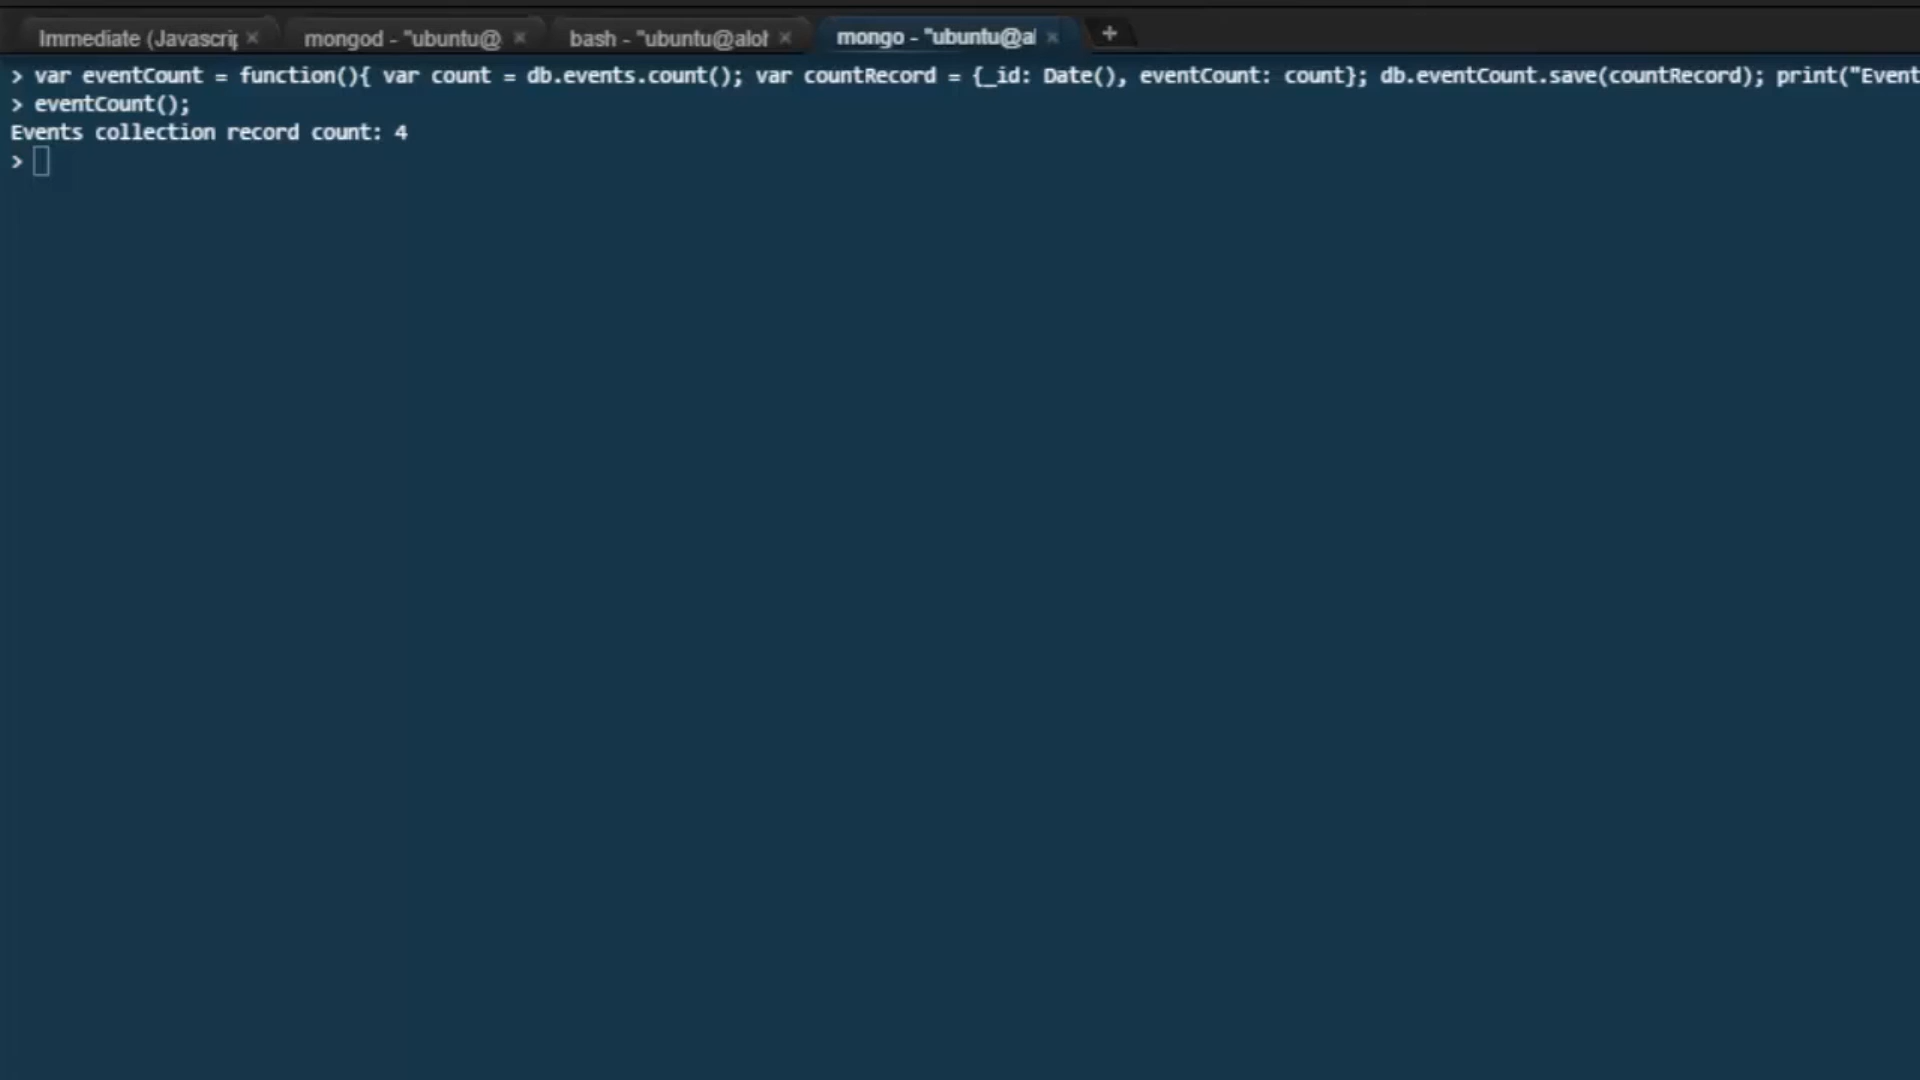 Immediate (Javascrip × mongod - "ubuntu@ × bash - "ubuntu@alol × mongo - "ubuntu@al × +
> var eventCount = function(){ var count = db.events.count(); var countRecord = {_id: Date(), eventCount: count}; db.eventCount.save(countRecord); print("Event
> eventCount();
Events collection record count: 4
>